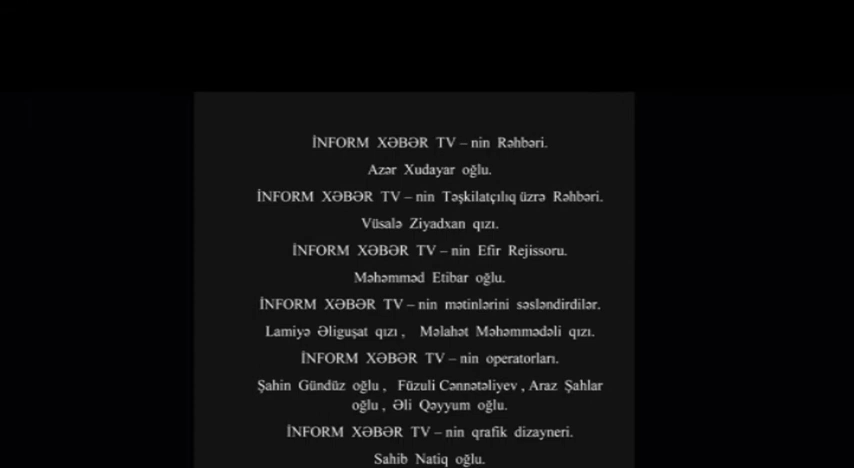 İNFORM XƏBƏR TV – nin Rəhbəri.
Azər Xudayar oğlu.
İNFORM XƏBƏR TV – nin Təşkilatçılıq üzrə Rəhbəri.
Vüsalə Ziyadxan qızı.
İNFORM XƏBƏR TV – nin Efir Rejissoru.
Məhəmməd Etibar oğlu.
İNFORM XƏBƏR TV – nin mətinlərini səsləndirdilər.
Lamiyə Əliguşat qızı , Məlahət Məhəmmədəli qızı.
İNFORM XƏBƏR TV – nin operatorları.
Şahin Gündüz oğlu , Füzuli Cənnətəliyev , Araz Şahlar
oğlu , Əli Qəyyum oğlu.
İNFORM XƏBƏR TV – nin qrafik dizayneri.
Sahib Natiq oğlu.